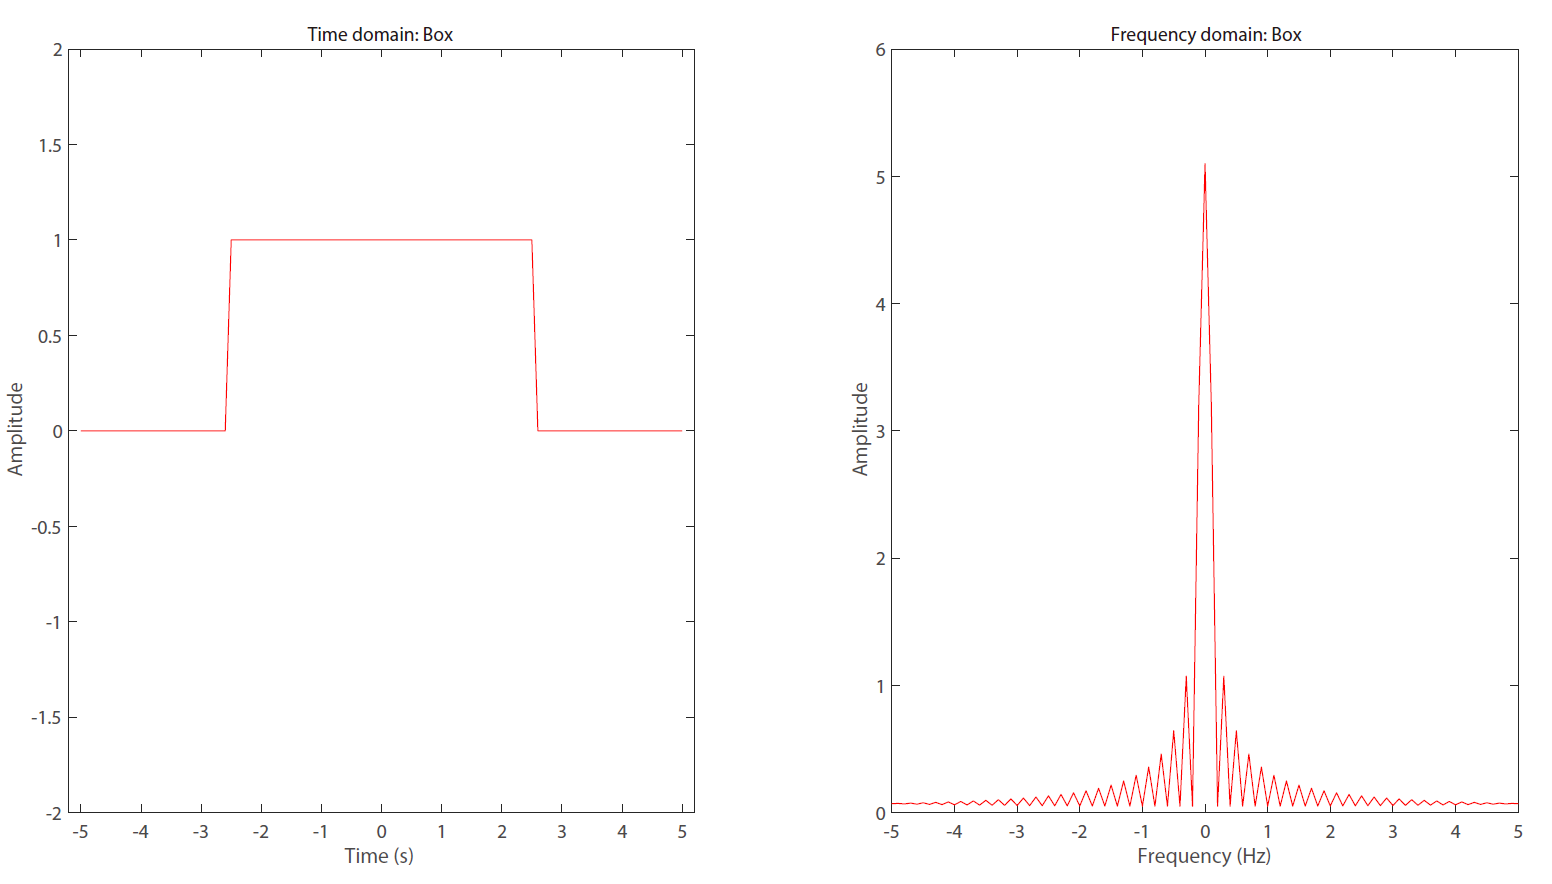 Time domain: Box
2
1.5
1
0.5
0
-0.5
-1
-1.5
-2
Amplitude
-5 -4 -3 -2 -1 0 1 2 3 4 5
Time (s)
Frequency domain: Box
6
5
4
3
2
1
0
Amplitude
-5 -4 -3 -2 -1 0 1 2 3 4 5
Frequency (Hz)